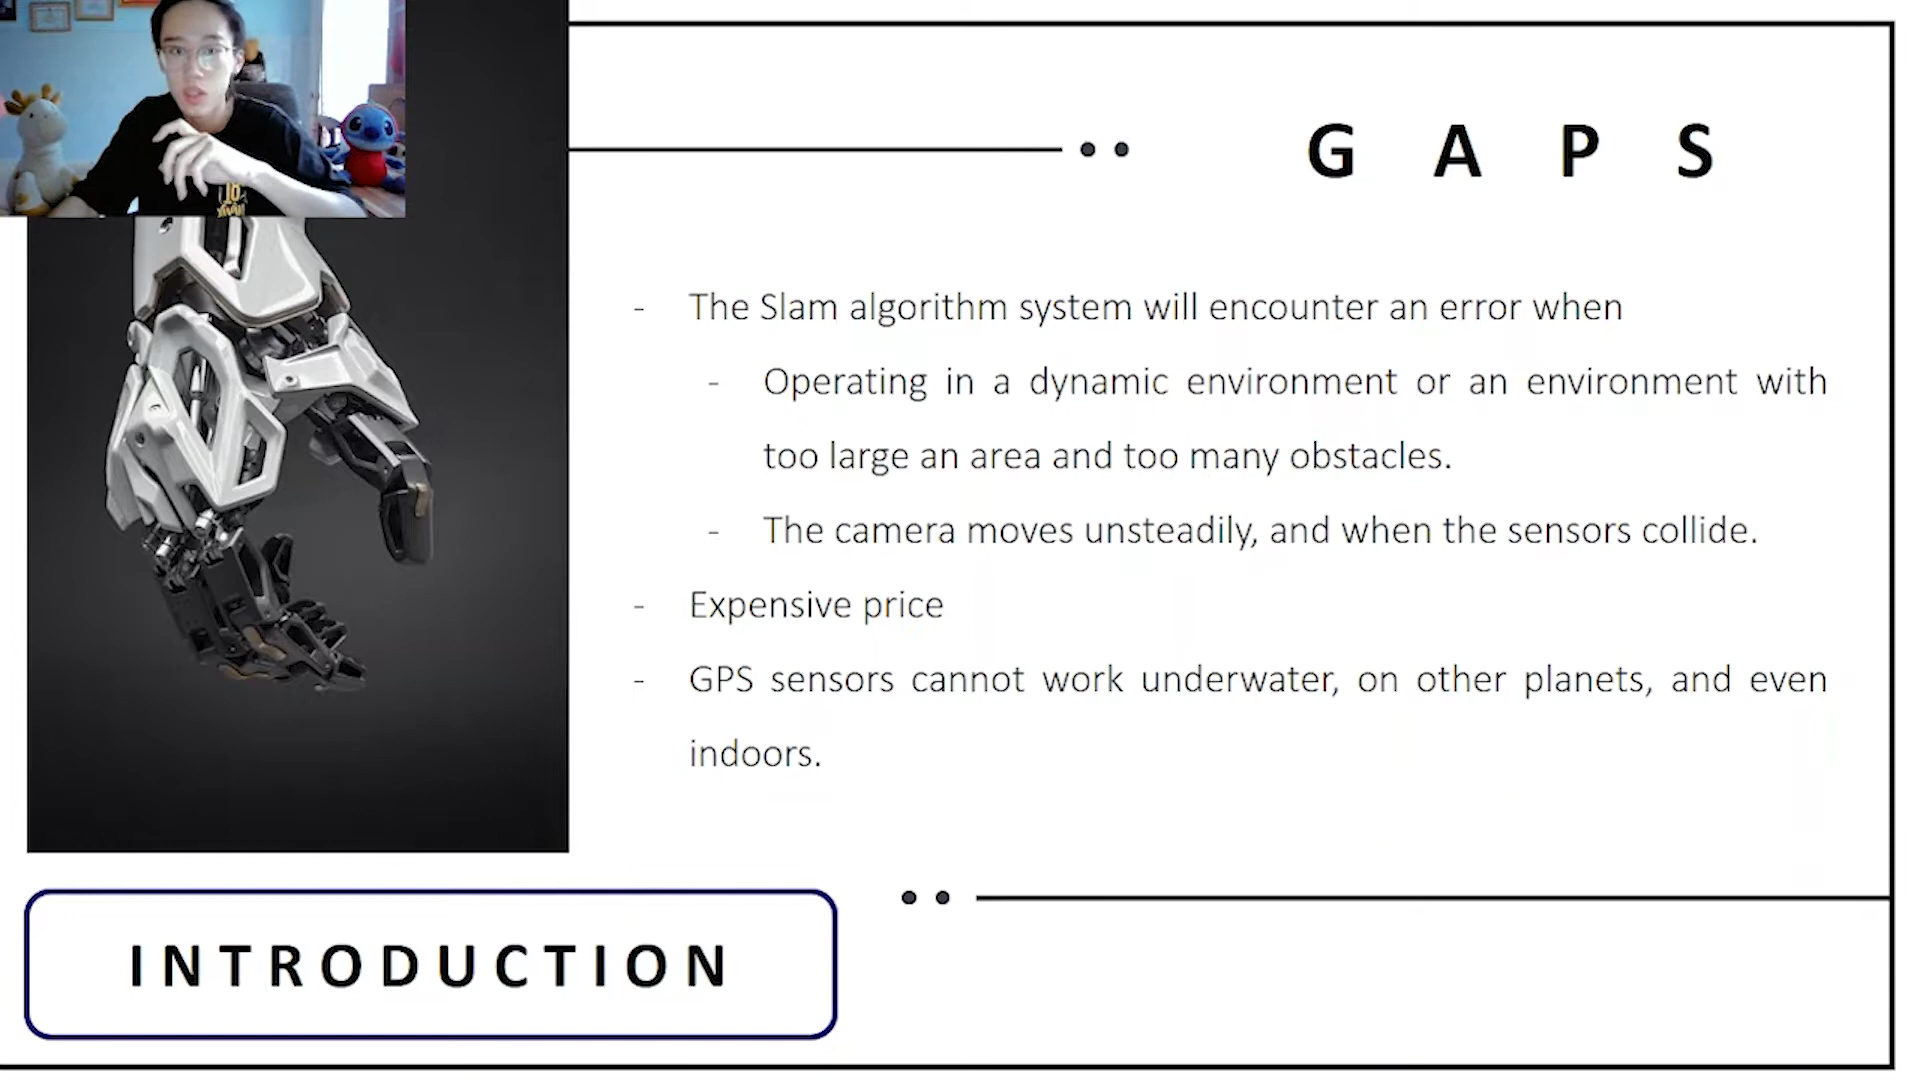 G A P S
- The Slam algorithm system will encounter an error when
- Operating in a dynamic environment or an environment with
too large an area and too many obstacles.
- The camera moves unsteadily, and when the sensors collide.
- Expensive price
- GPS sensors cannot work underwater, on other planets, and even
indoors.
INTRODUCTION